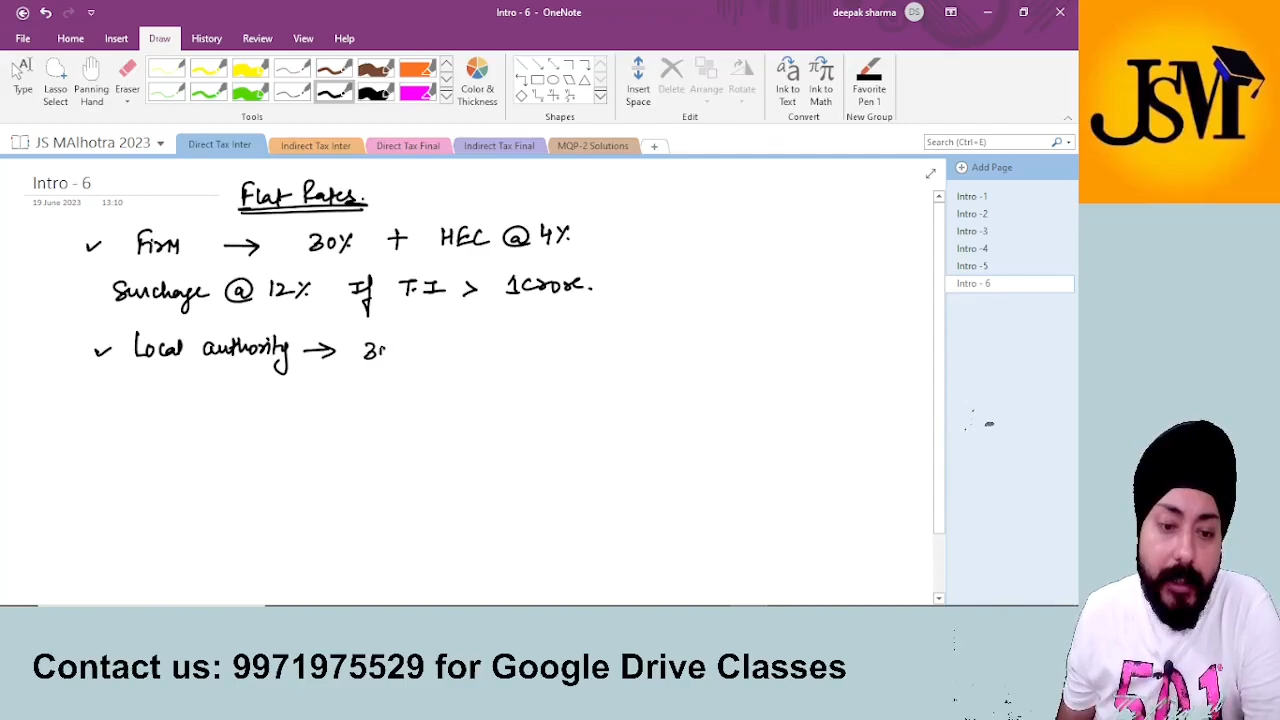 Intro - 6 - OneNote
deepak sharma
DS
File
Home
Insert
Draw
History
Review
View
Help
Type
Lasso
Select
Panning
Hand
Eraser
Color &
Thickness
Insert
Space
Delete
Arrange
Rotate
Ink to
Text
Ink to
Math
Favorite
Pen 1
Tools
Shapes
Edit
Convert
New Group
JS MAlhotra 2023
Direct Tax Inter
Indirect Tax Inter
Direct Tax Final
Indirect Tax Final
MQP-2 Solutions
Search (Ctrl+E)
Add Page
Intro -1
Intro -2
Intro -3
Intro -4
Intro -5
Intro - 6
Intro - 6
19 June 2023 13:10
Flat Rates.
✓ Firm → 30% + HEC @ 4%
Surchage @ 12% If T.I > 1 crore.
✓ Local authority →
JSM
501
Contact us: 9971975529 for Google Drive Classes